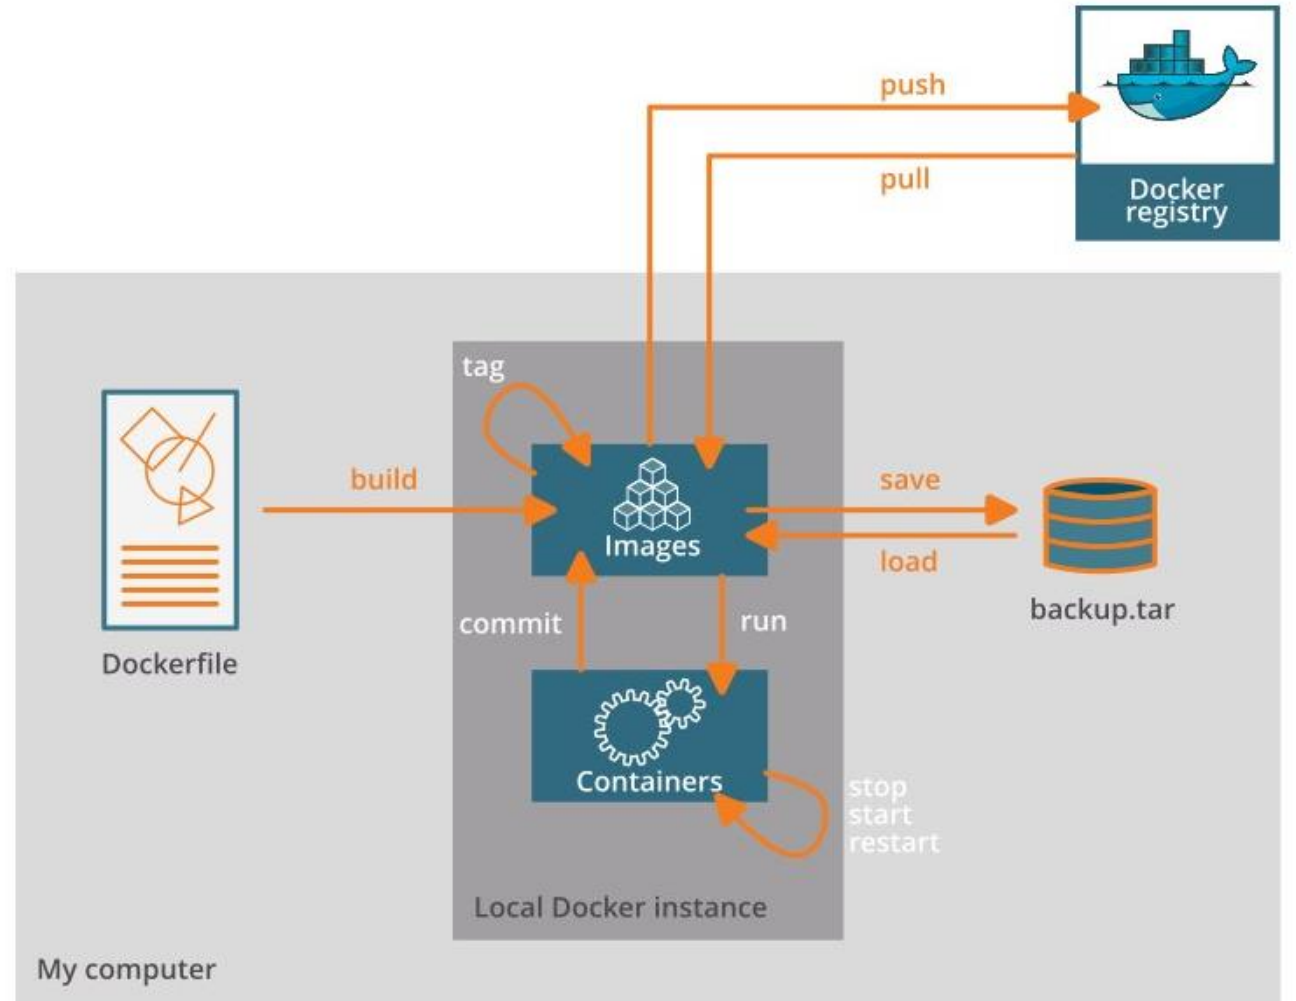 push
pull
Docker
registry
tag
build
save
Images
load
commit
run
backup.tar
Dockerfile
Containers
stop
start
restart
Local Docker instance
My computer